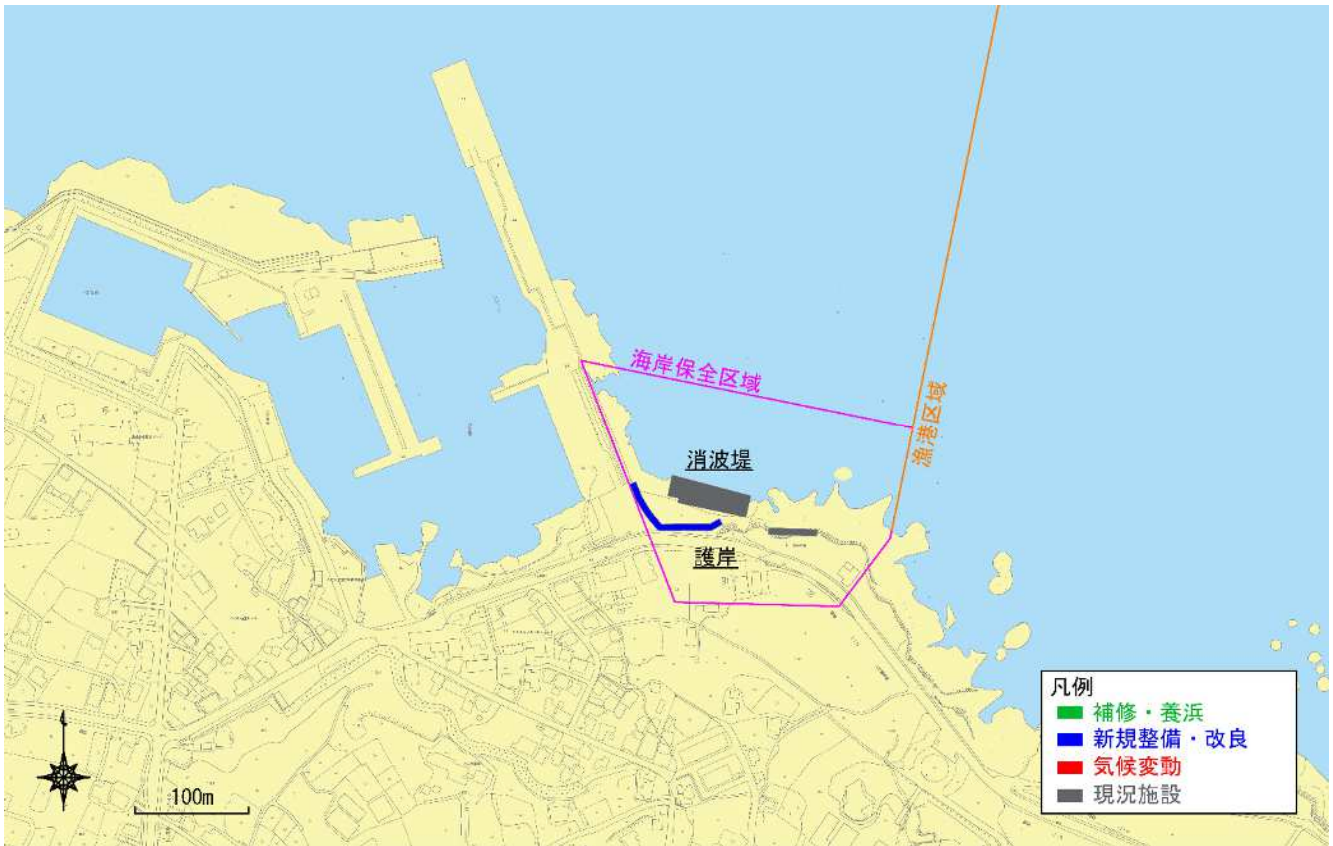 海岸保全区域
漁港区域
消波堤
護岸
凡例
補修・養浜
新規整備・改良
気候変動
現況施設
100m